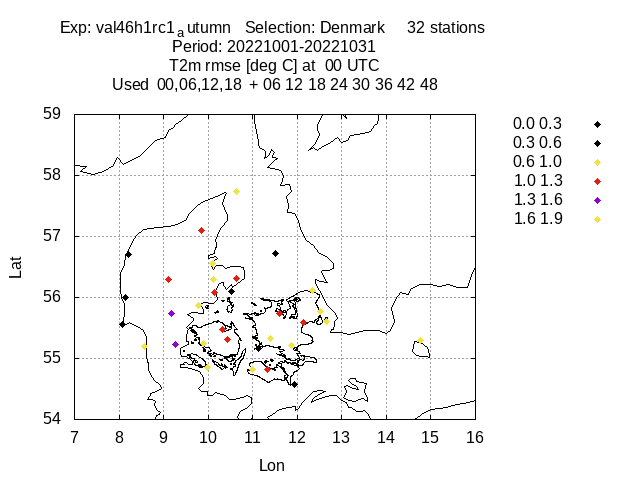 Exp: val46h1rc1_autumn   Selection: Denmark     32 stations
Period: 20221001-20221031
T2m rmse [deg C] at  00 UTC
Used  00,06,12,18  + 06 12 18 24 30 36 42 48
0.0 0.3
0.3 0.6
0.6 1.0
1.0 1.3
1.3 1.6
1.6 1.9
59
58
57
56
55
54
Lat
7 8 9 10 11 12 13 14 15 16
Lon